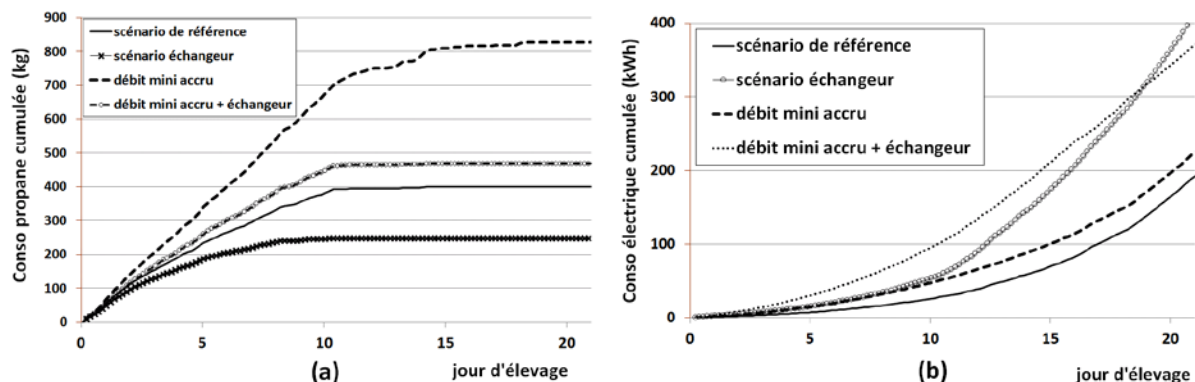 Conso propane cumulée (kg)
900
800
700
600
500
400
300
200
100
0
scénario de référence
scénario échangeur
débit mini accru
débit mini accru + échangeur
0
5
10
15
20
(a)
jour d'élevage
Conso électrique cumulée (kWh)
400
300
200
100
0
scénario de référence
scénario échangeur
débit mini accru
débit mini accru + échangeur
0
5
10
15
20
(b)
jour d'élevage